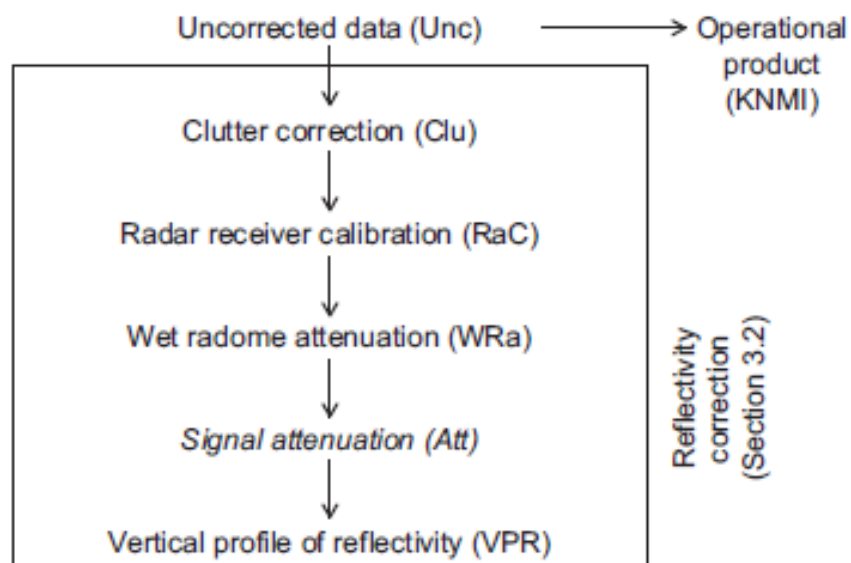 Uncorrected data (Unc)
Operational
product
(KNMI)
Clutter correction (Clu)
Radar receiver calibration (RaC)
Wet radome attenuation (WRa)
Signal attenuation (Att)
Vertical profile of reflectivity (VPR)
Reflectivity
correction
(Section 3.2)